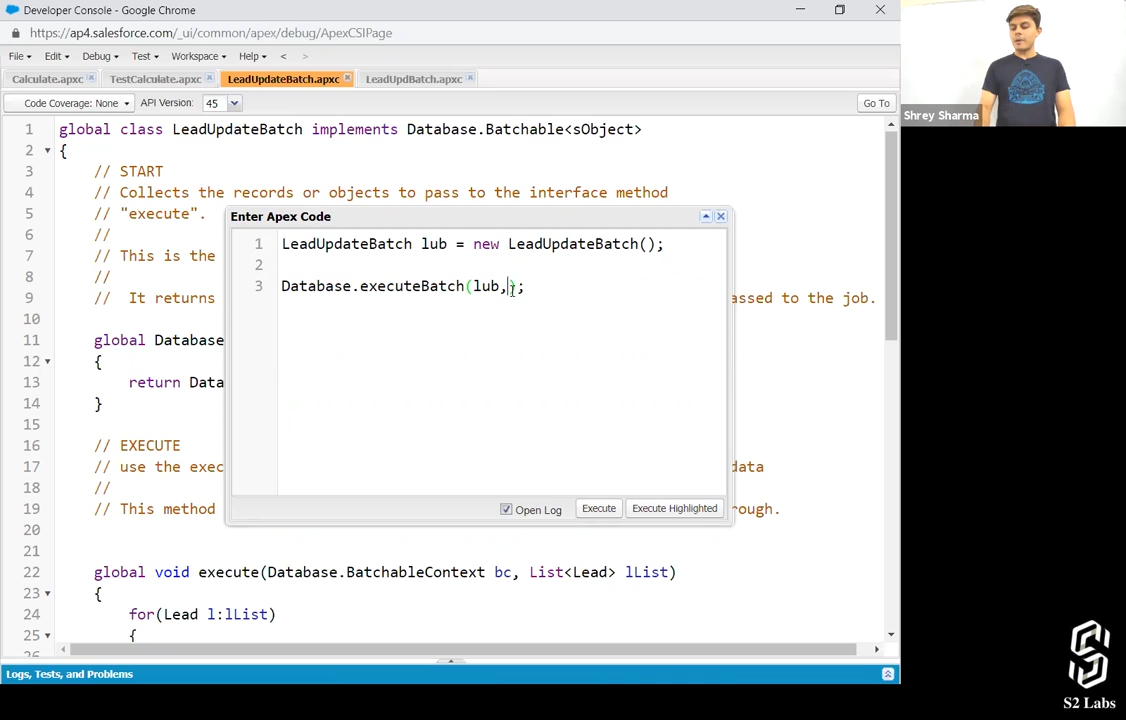 Developer Console - Google Chrome
https://ap4.salesforce.com/_ui/common/apex/debug/ApexCSIPage
File Edit Debug Test Workspace Help < >
Calculate.apxc TestCalculate.apxc LeadUpdateBatch.apxc LeadUpdBatch.apxc
Code Coverage: None API Version: 45 Go To
1 global class LeadUpdateBatch implements Database.Batchable<sObject>
2 {
3 // START
4 // Collects the records or objects to pass to the interface method
5 // "execute".
6 //
7 // This is the
8 //
9 // It returns assed to the job.
10
11 global Database
12 {
13 return Data
14 }
15
16 // EXECUTE
17 // use the exec data
18 //
19 // This method rough.
20
21
22 global void execute(Database.BatchableContext bc, List<Lead> lList)
23 {
24 for(Lead l:lList)
25 {
26
Enter Apex Code
1 LeadUpdateBatch lub = new LeadUpdateBatch();
2
3 Database.executeBatch(lub,);
Open Log Execute Execute Highlighted
Logs, Tests, and Problems
Shrey Sharma
S2 Labs